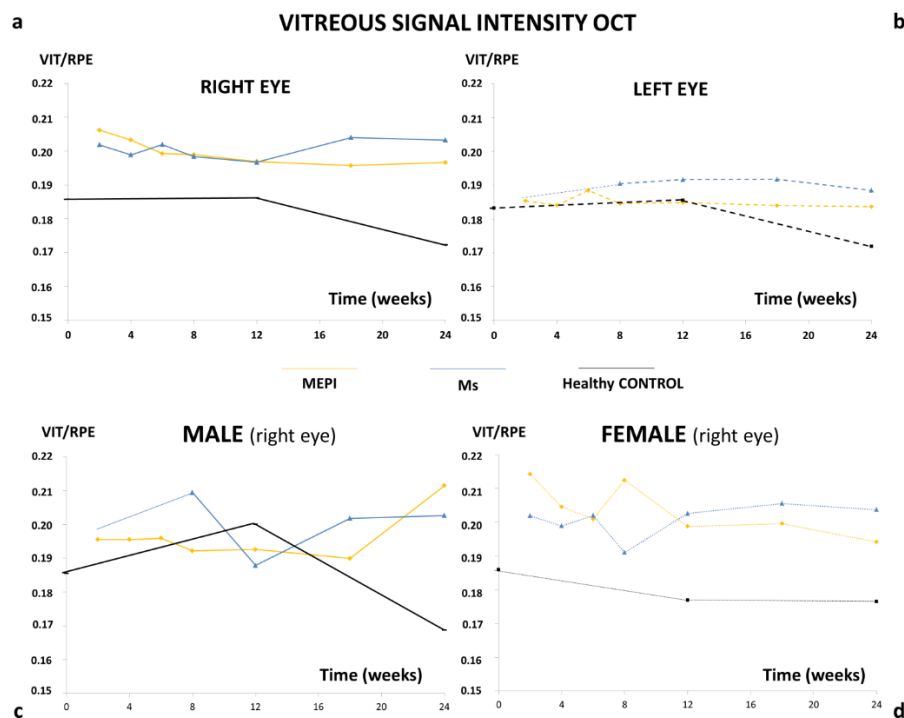 a
VITREOUS SIGNAL INTENSITY OCT
b
VIT/RPE
RIGHT EYE
0.22
0.21
0.20
0.19
0.18
0.17
0.16
0.15
Time (weeks)
0 4 8 12 16 20 24
VIT/RPE
LEFT EYE
0.22
0.21
0.20
0.19
0.18
0.17
0.16
0.15
Time (weeks)
0 4 8 12 16 20 24
MEPI
Ms
Healthy CONTROL
VIT/RPE
MALE (right eye)
0.22
0.21
0.20
0.19
0.18
0.17
0.16
0.15
Time (weeks)
0 4 8 12 16 20 24
c
VIT/RPE
FEMALE (right eye)
0.22
0.21
0.20
0.19
0.18
0.17
0.16
0.15
Time (weeks)
0 4 8 12 16 20 24
d